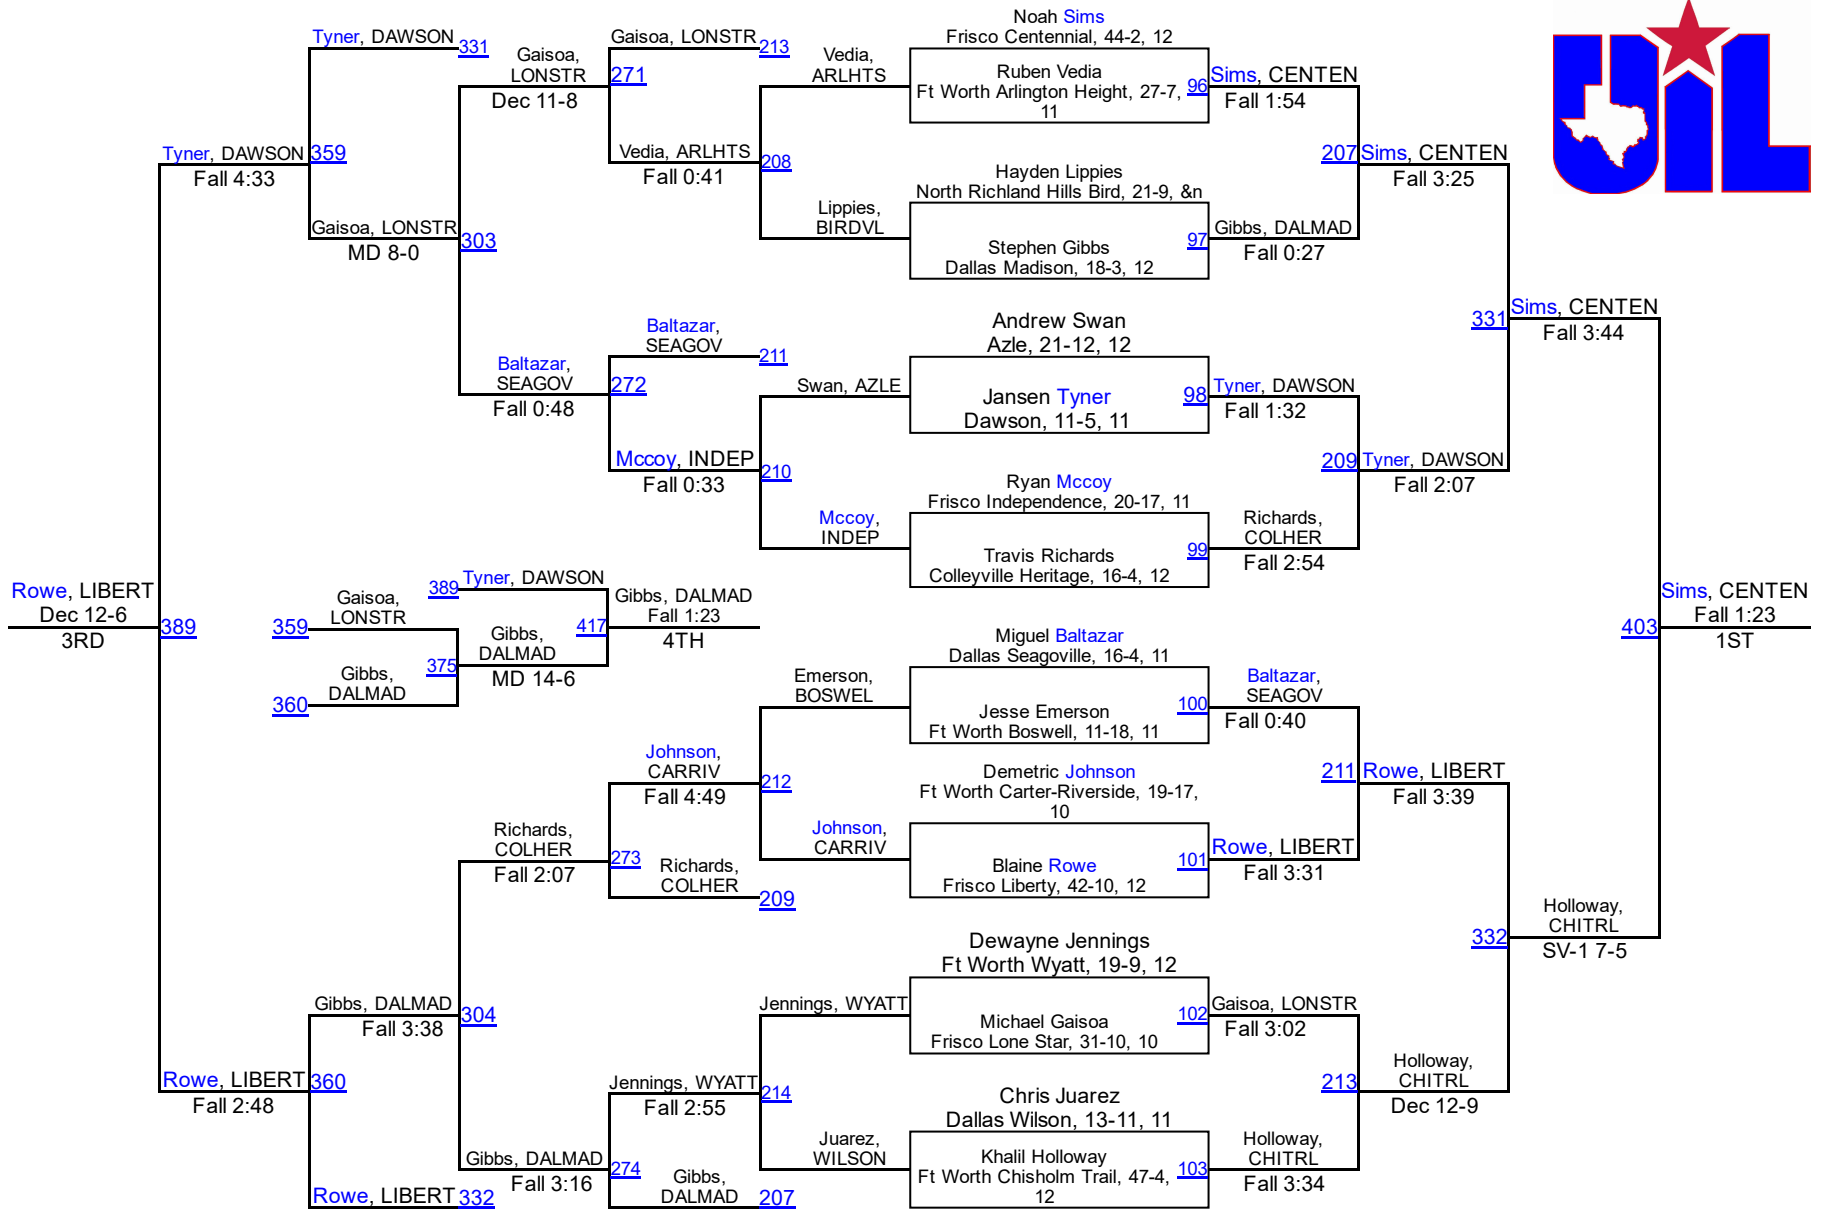 Tyner, DAWSON
331
Gaisoa,
LONSTR
Dec 11-8
Gaisoa, LONSTR
213
271
Vedia,
ARLHTS
Noah Sims
Frisco Centennial, 44-2, 12
Ruben Vedia
Ft Worth Arlington Height, 27-7,
11
96
Sims, CENTEN
Fall 1:54
UIL
Tyner, DAWSON
359
Fall 4:33
Vedia, ARLHTS
208
Fall 0:41
207
Sims, CENTEN
Fall 3:25
Hayden Lippies
North Richland Hills Bird, 21-9, &n
Lippies,
BIRDVL
Stephen Gibbs
Dallas Madison, 18-3, 12
97
Gibbs, DALMAD
Fall 0:27
Gaisoa, LONSTR
MD 8-0
303
331
Sims, CENTEN
Fall 3:44
Baltazar,
SEAGOV
211
Baltazar,
SEAGOV
Fall 0:48
272
Swan, AZLE
Andrew Swan
Azle, 21-12, 12
Jansen Tyner
Dawson, 11-5, 11
98
Tyner, DAWSON
Fall 1:32
Mccoy, INDEP
210
Fall 0:33
209
Tyner, DAWSON
Fall 2:07
Mccoy,
INDEP
Ryan Mccoy
Frisco Independence, 20-17, 11
Travis Richards
Colleyville Heritage, 16-4, 12
99
Richards,
COLHER
Fall 2:54
Rowe, LIBERT
Dec 12-6
3RD
389
359
Gaisoa,
LONSTR
360
Gibbs,
DALMAD
375
389
Tyner, DAWSON
Gibbs,
DALMAD
MD 14-6
417
Gibbs, DALMAD
Fall 1:23
4TH
403
Sims, CENTEN
Fall 1:23
1ST
Emerson,
BOSWEL
Miguel Baltazar
Dallas Seagoville, 16-4, 11
Jesse Emerson
Ft Worth Boswell, 11-18, 11
100
Baltazar,
SEAGOV
Fall 0:40
Johnson,
CARRIV
Fall 4:49
212
211
Rowe, LIBERT
Fall 3:39
Johnson,
CARRIV
Demetric Johnson
Ft Worth Carter-Riverside, 19-17,
10
Blaine Rowe
Frisco Liberty, 42-10, 12
101
Rowe, LIBERT
Fall 3:31
Richards,
COLHER
Fall 2:07
273
Richards,
COLHER
209
332
Holloway,
CHITRL
SV-1 7-5
Gibbs, DALMAD
Fall 3:38
304
Jennings, WYATT
Dewayne Jennings
Ft Worth Wyatt, 19-9, 12
Michael Gaisoa
Frisco Lone Star, 31-10, 10
102
Gaisoa, LONSTR
Fall 3:02
Rowe, LIBERT
360
Fall 2:48
Jennings, WYATT
214
Fall 2:55
213
Holloway,
CHITRL
Dec 12-9
Juarez,
WILSON
Chris Juarez
Dallas Wilson, 13-11, 11
Khalil Holloway
Ft Worth Chisholm Trail, 47-4,
12
103
Holloway,
CHITRL
Fall 3:34
Gibbs, DALMAD
Fall 3:16
274
Gibbs,
DALMAD
207
Rowe, LIBERT
332